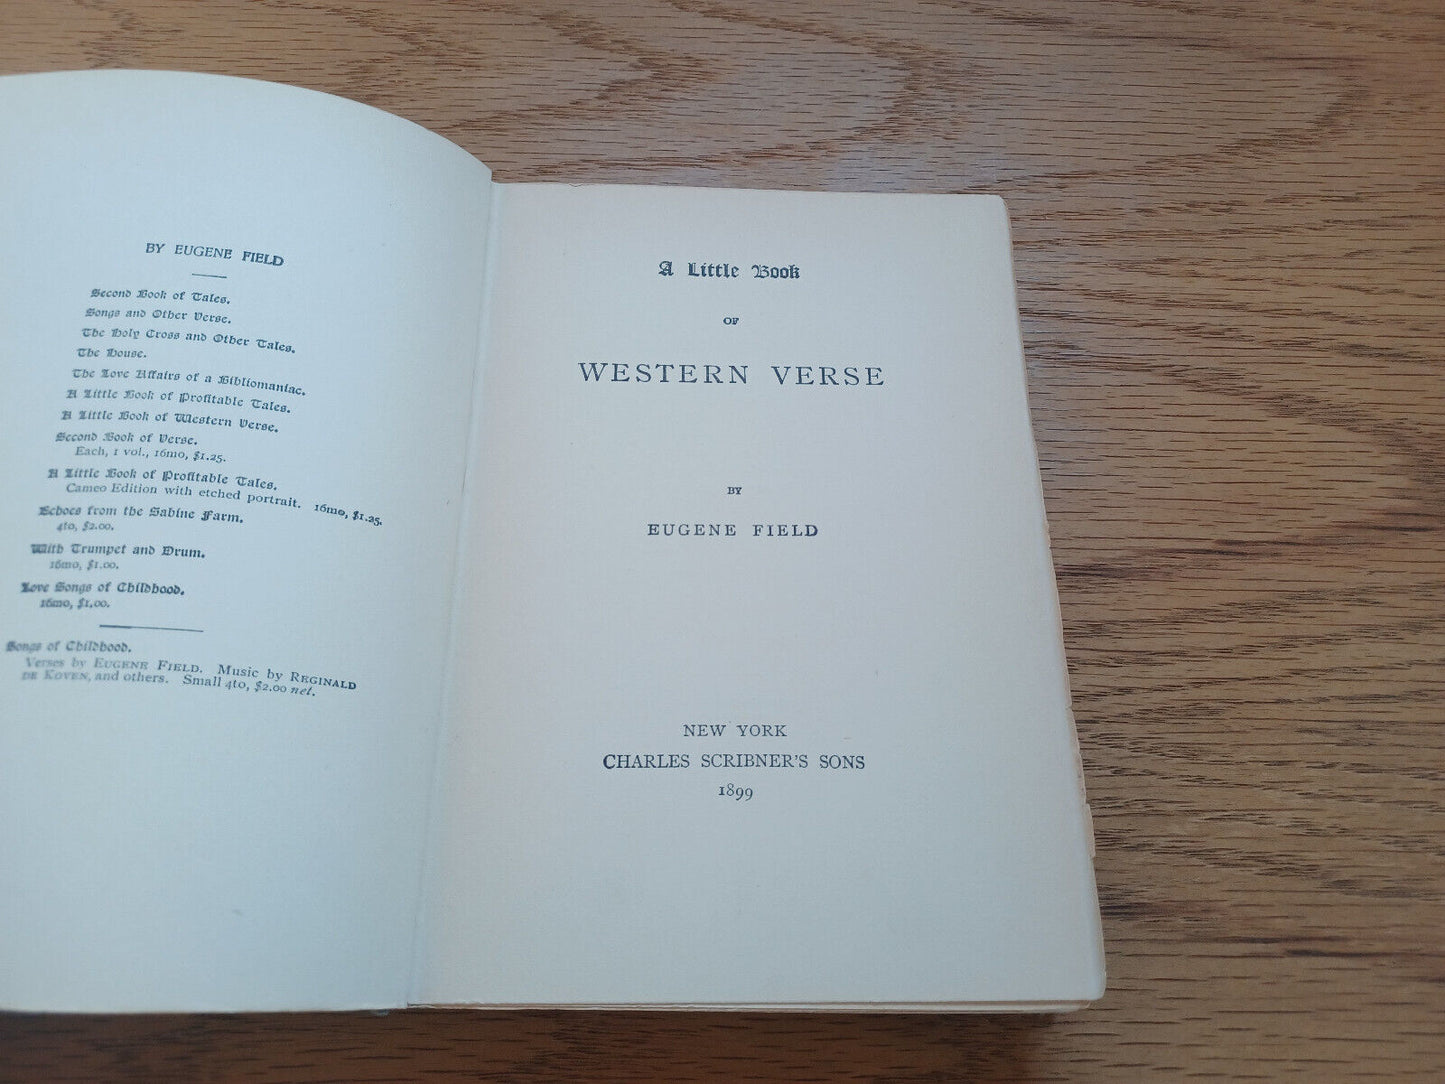 BY EUGENE FIELD
Second Book of Tales.
Songs and Other Verse.
The Holy Cross and Other Tales.
The House.
The Love Affairs of a Bibliomaniac.
A Little Book of Profitable Tales.
A Little Book of Western Verse.
Second Book of Verse.
Each, 1 vol., 16mo, $1.25.
A Little Book of Profitable Tales.
Cameo Edition with etched portrait. 16mo, $1.25.
Echoes from the Sabine Farm.
4to, $2.00.
With Trumpet and Drum.
16mo, $1.00.
Love Songs of Childhood.
16mo, $1.00.
Songs of Childhood.
Verses by EUGENE FIELD. Music by REGINALD
DE KOVEN, and others. Small 4to, $2.00 net.
A Little Book
OF
WESTERN VERSE
BY
EUGENE FIELD
NEW YORK
CHARLES SCRIBNER'S SONS
1899